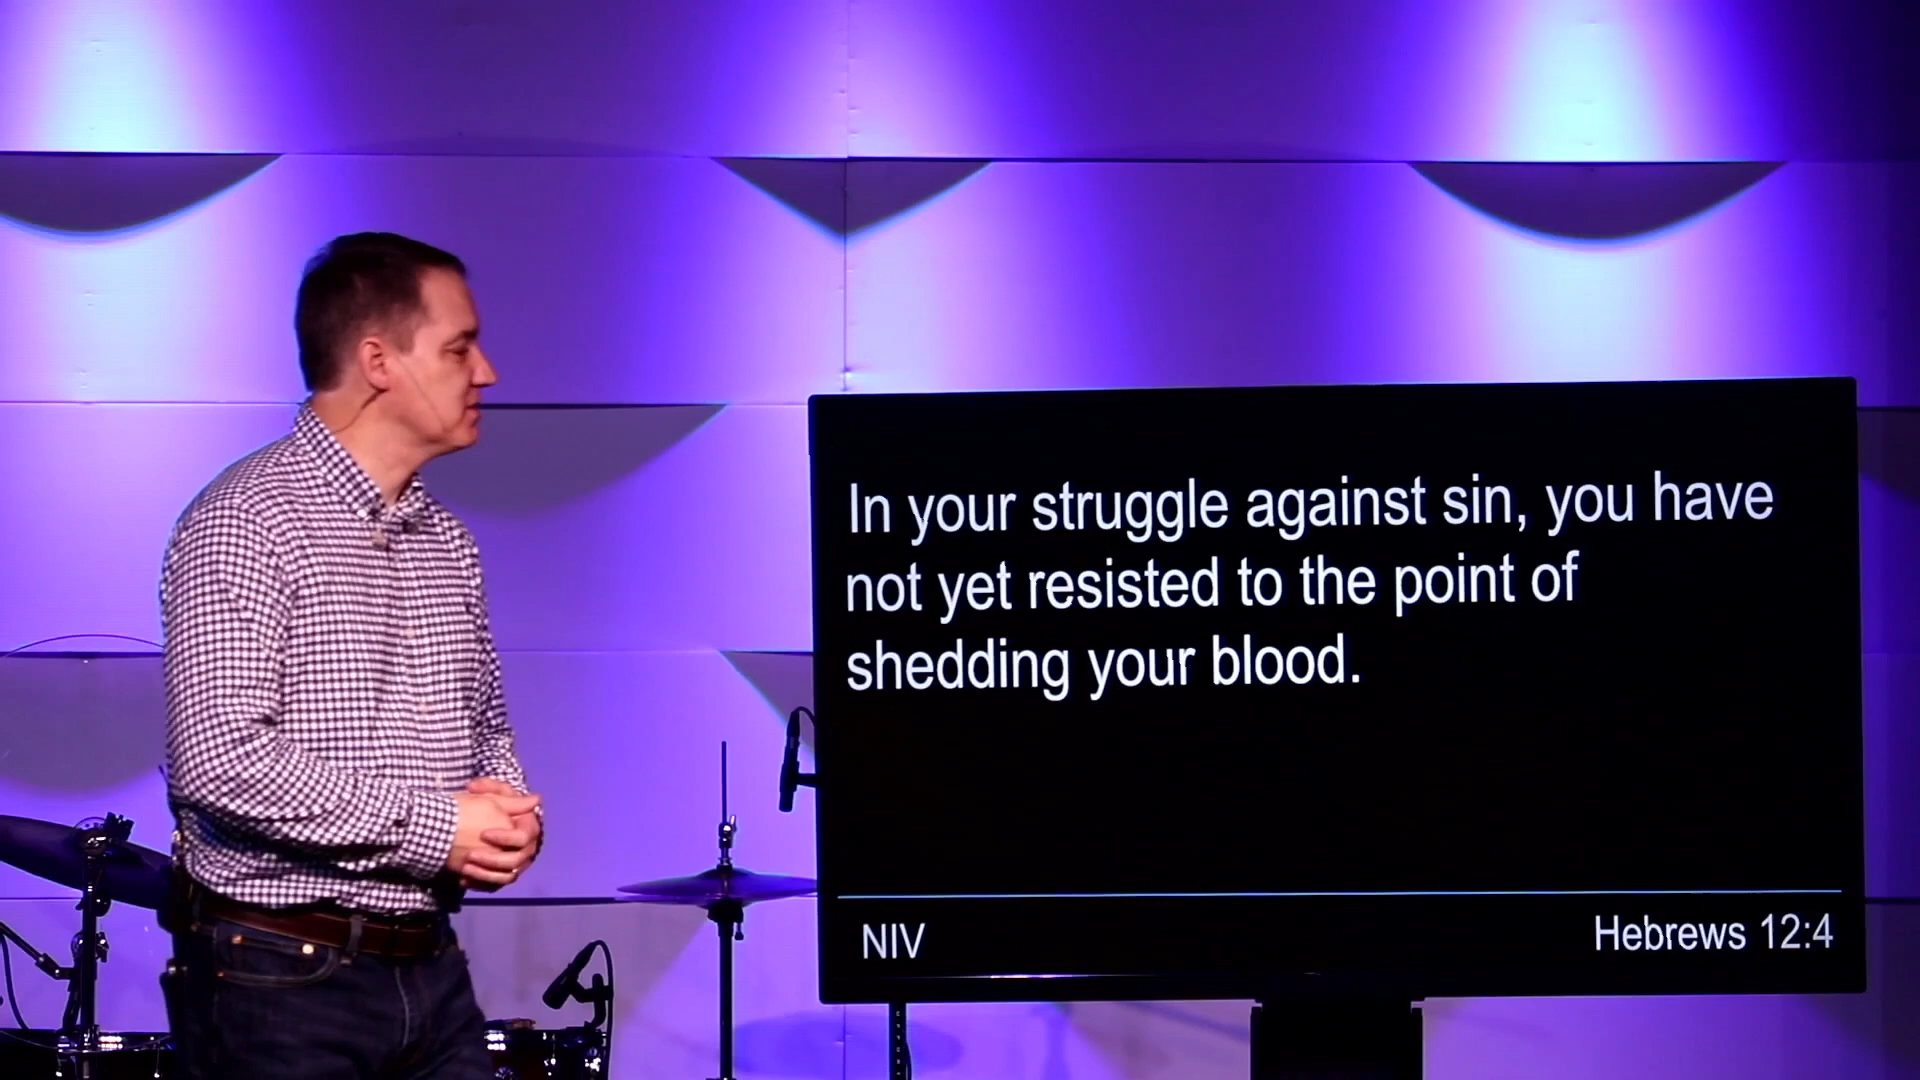 In your struggle against sin, you have
not yet resisted to the point of
shedding your blood.
NIV
Hebrews 12:4